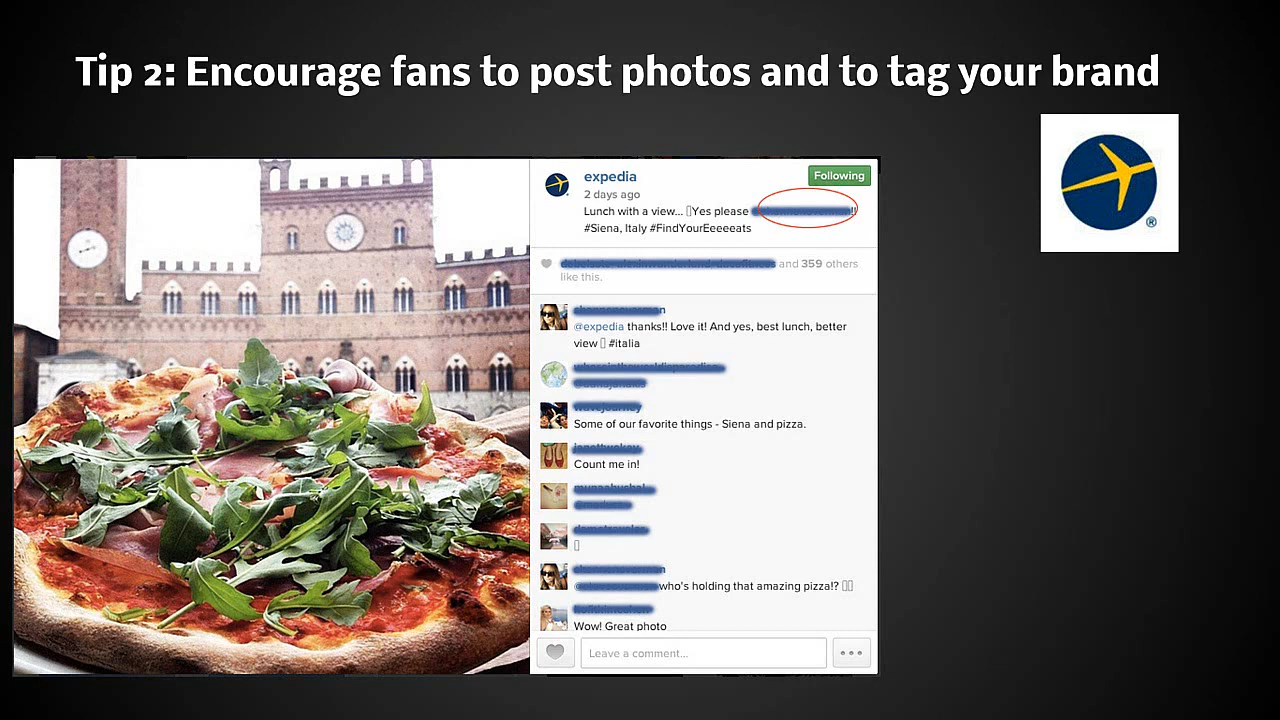 Tip 2: Encourage fans to post photos and to tag your brand
®
expedia
Following
2 days ago
Lunch with a view... Yes please !!
#Siena, Italy #FindYourEeeeeats
and 359 others
like this.
@expedia thanks!! Love it! And yes, best lunch, better
view #italia
Some of our favorite things - Siena and pizza.
Count me in!
who's holding that amazing pizza!?
Wow! Great photo
Leave a comment...